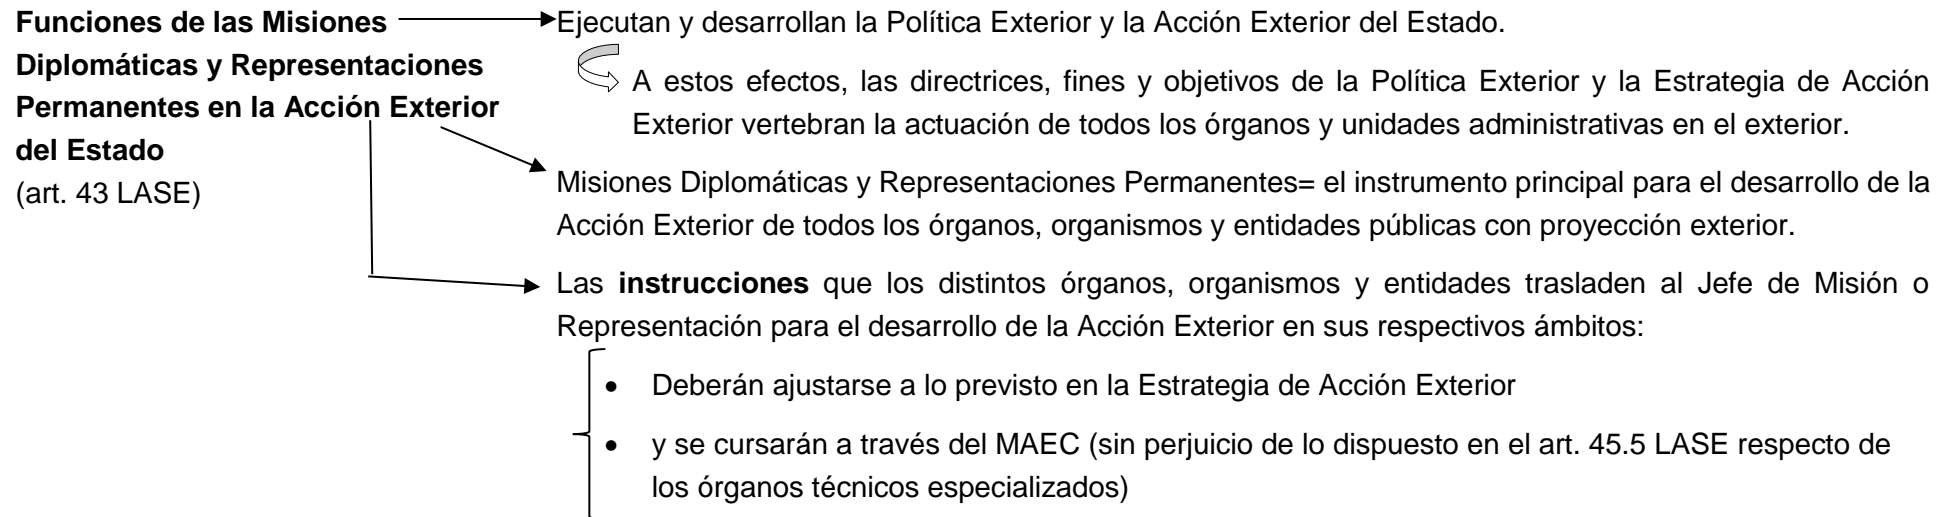 Funciones de las Misiones
Diplomáticas y Representaciones
Permanentes en la Acción Exterior
del Estado
(art. 43 LASE)
Ejecutan y desarrollan la Política Exterior y la Acción Exterior del Estado.
A estos efectos, las directrices, fines y objetivos de la Política Exterior y la Estrategia de Acción
Exterior vertebran la actuación de todos los órganos y unidades administrativas en el exterior.
Misiones Diplomáticas y Representaciones Permanentes= el instrumento principal para el desarrollo de la
Acción Exterior de todos los órganos, organismos y entidades públicas con proyección exterior.
Las instrucciones que los distintos órganos, organismos y entidades trasladen al Jefe de Misión o
Representación para el desarrollo de la Acción Exterior en sus respectivos ámbitos:
• Deberán ajustarse a lo previsto en la Estrategia de Acción Exterior
• y se cursarán a través del MAEC (sin perjuicio de lo dispuesto en el art. 45.5 LASE respecto de
los órganos técnicos especializados)